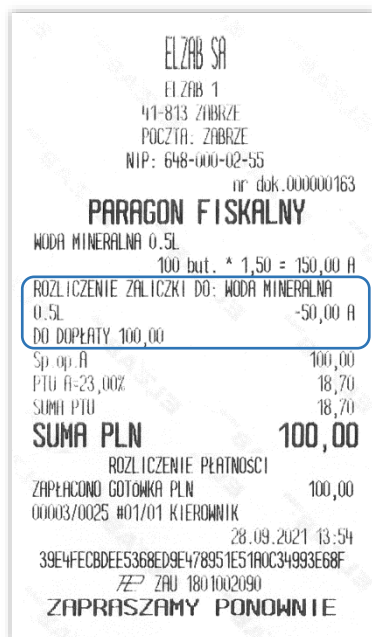 ELZAB SA
ELZAB 1
41-813 ZABRZE
POCZTA: ZABRZE
NIP: 648-000-02-55
nr dok.000000163
PARAGON FISKALNY
WODA MINERALNA 0.5L
100 but. * 1,50 = 150,00 A
ROZLICZENIE ZALICZKI DO: WODA MINERALNA
0.5L -50,00 A
DO DOPŁATY 100,00
Sp.op.A 100,00
PTU A=23,00% 18,70
SUMA PTU 18,70
SUMA PLN 100,00
ROZLICZENIE PŁATNOŚCI
ZAPŁACONO GOTÓWKA PLN 100,00
00003/0025 #01/01 KIEROWNIK
28.09.2021 13:54
39E4FECBDEE5368ED9E478951E51A0C34993E68F
ZAU 1801002090
ZAPRASZAMY PONOWNIE